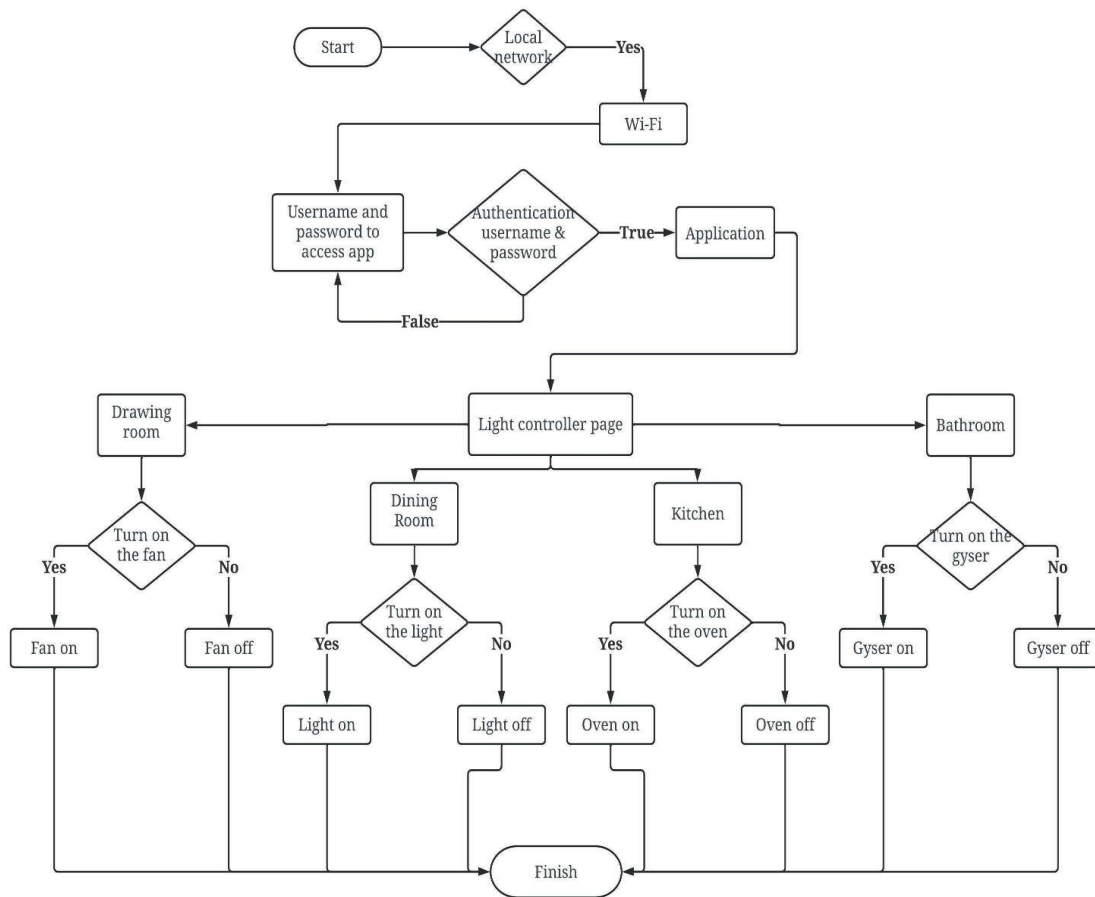 Start
Local
network
Yes
Wi-Fi
Username and
password to
access app
Authentication
username &
password
True
Application
False
Drawing
room
Light controller page
Bathroom
Dining
Room
Kitchen
Turn on
the fan
Yes
No
Turn on the
gyser
Yes
No
Turn on
the light
Yes
No
Turn on
the oven
Yes
No
Fan on
Fan off
Gyser on
Gyser off
Light on
Light off
Oven on
Oven off
Finish